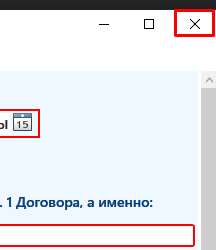 ы 15
. 1 Договора, а именно: